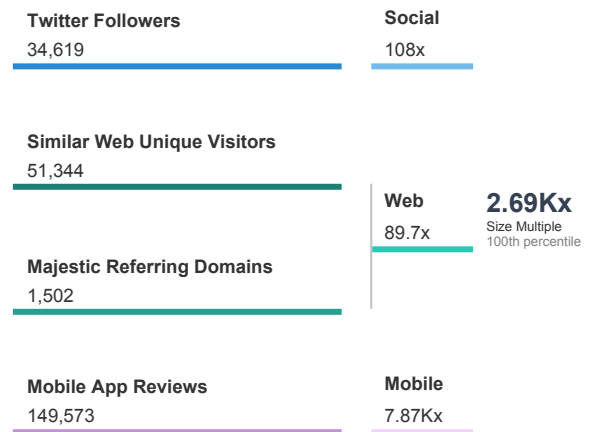 Twitter Followers
34,619
Social
108x
Similar Web Unique Visitors
51,344
Majestic Referring Domains
1,502
Web
89.7x
2.69Kx
Size Multiple
100th percentile
Mobile App Reviews
149,573
Mobile
7.87Kx